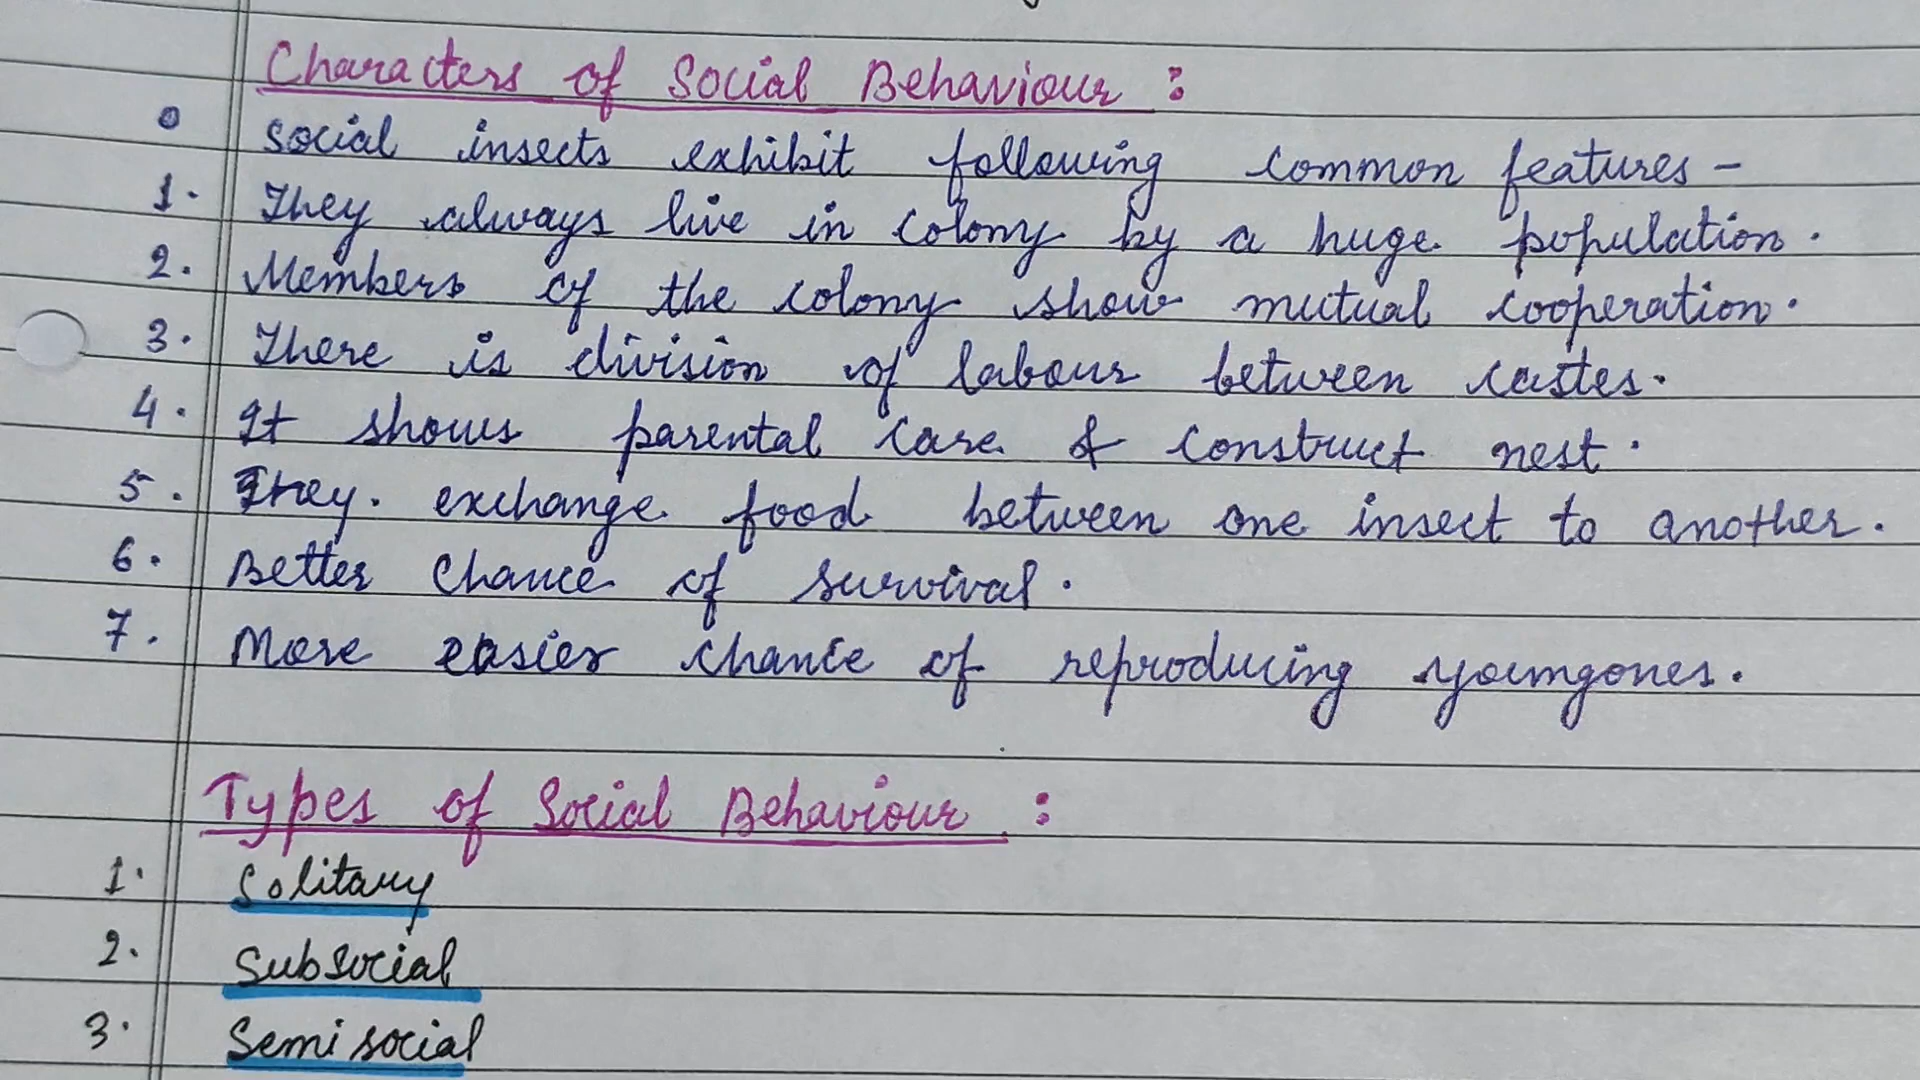 Characters of Social Behaviour :
Social insects exhibit following common features -
1. They always live in colony by a huge population.
2. Members of the colony show mutual cooperation.
3. There is division of labour between castes.
4. It shows parental care & construct nest.
5. They. exchange food between one insect to another.
6. Better chance of survival.
7. More easier chance of reproducing youngones.
Types of Social Behaviour :
1. Solitary
2. Subsocial
3. Semi social